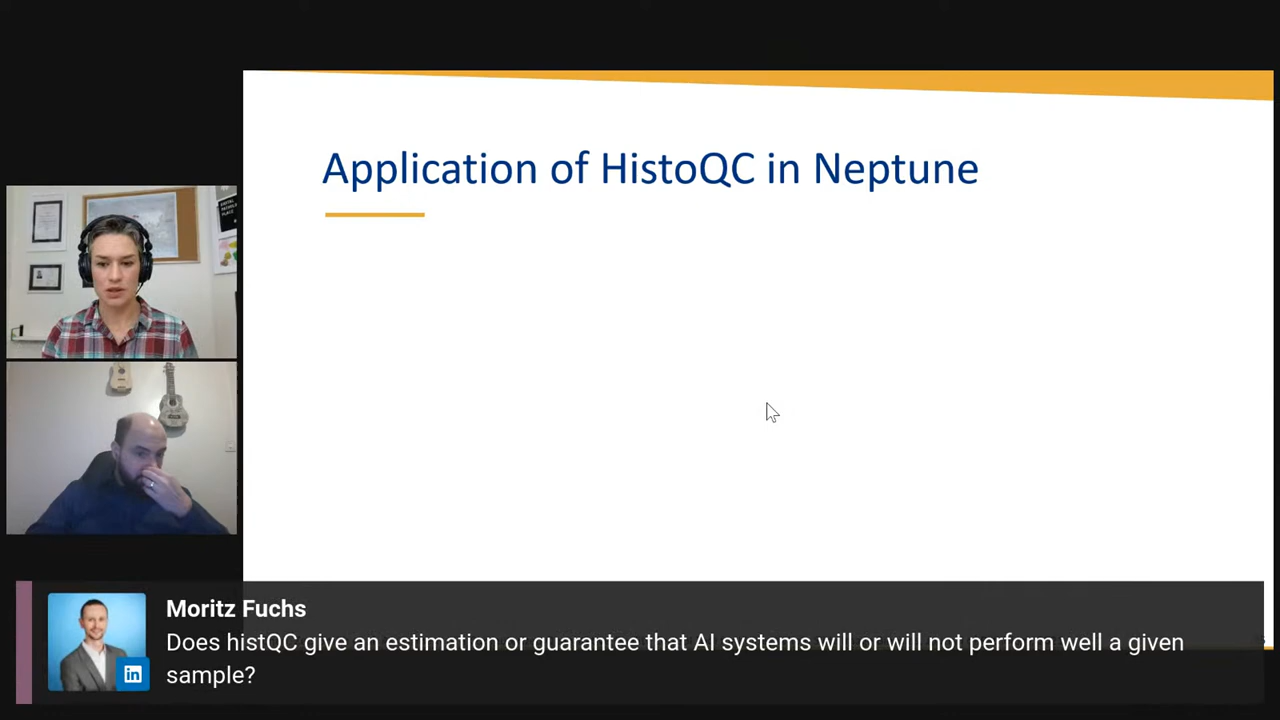 Application of HistoQC in Neptune
Moritz Fuchs
Does histQC give an estimation or guarantee that AI systems will or will not perform well a given
sample?
in